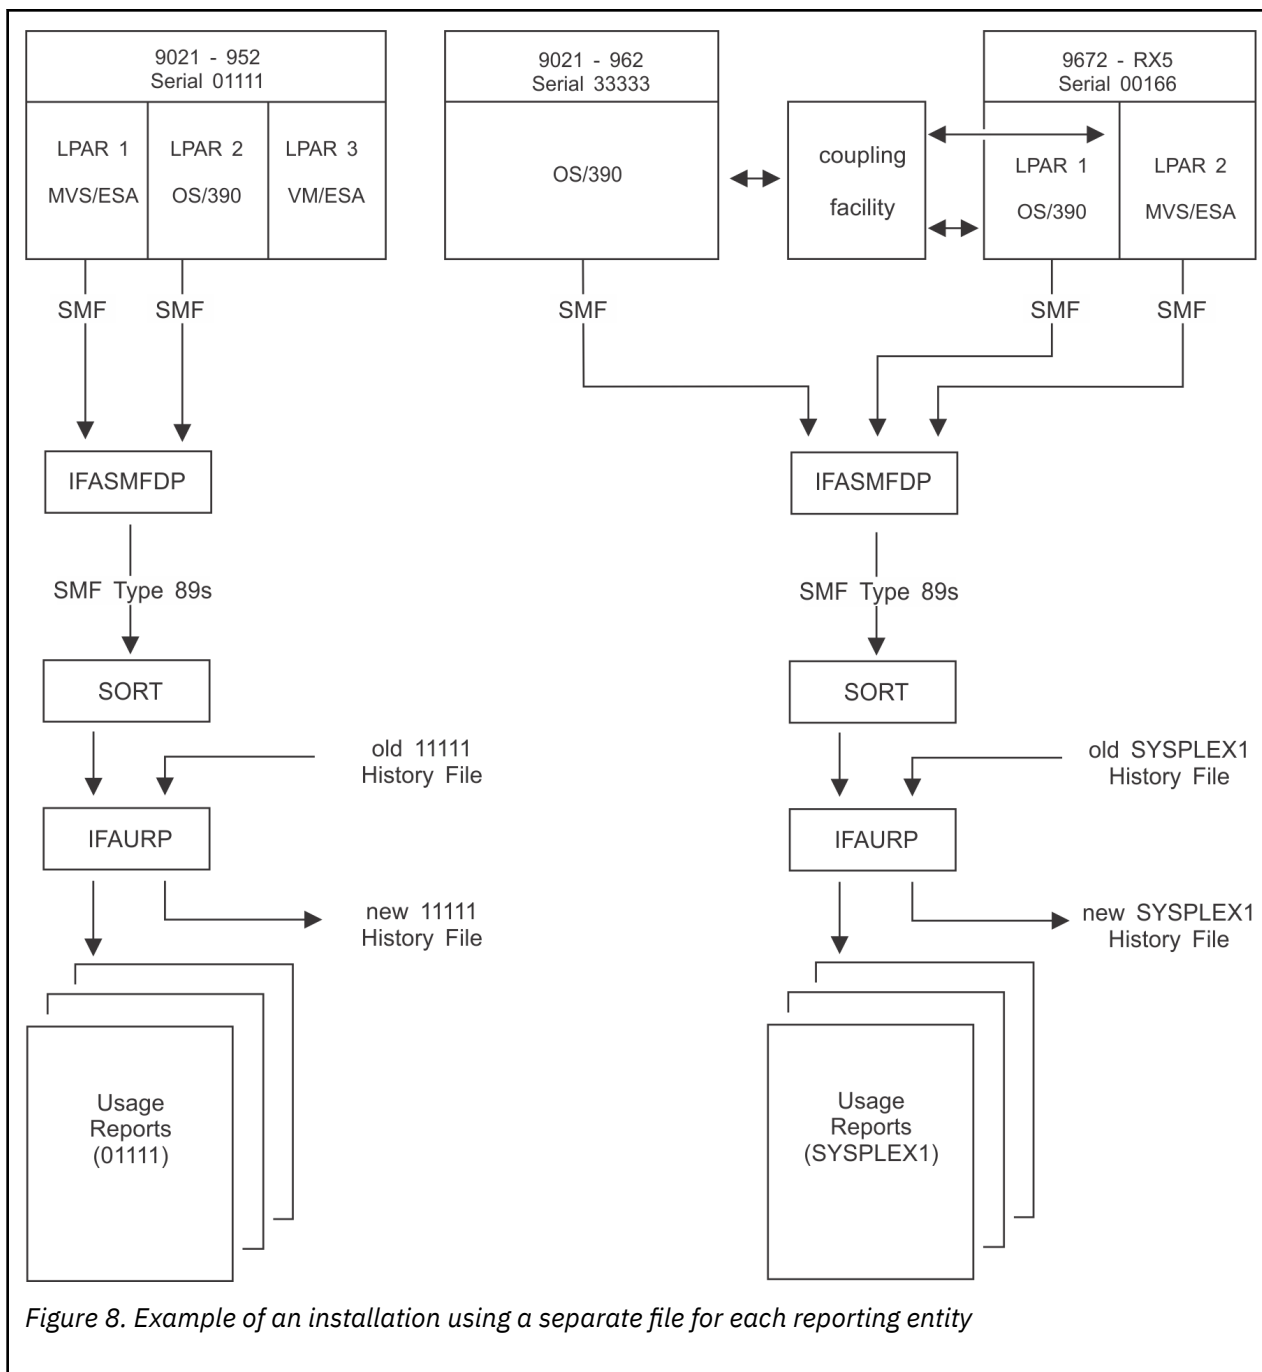 9021 - 952
Serial 01111
LPAR 1
MVS/ESA
LPAR 2
OS/390
LPAR 3
VM/ESA
9021 - 962
Serial 33333
OS/390
coupling
facility
9672 - RX5
Serial 00166
LPAR 1
OS/390
LPAR 2
MVS/ESA
SMF
SMF
SMF
SMF
SMF
IFASMFDP
SMF Type 89s
SORT
old 11111
History File
IFAURP
new 11111
History File
Usage
Reports
(01111)
IFASMFDP
SMF Type 89s
SORT
old SYSPLEX1
History File
IFAURP
new SYSPLEX1
History File
Usage
Reports
(SYSPLEX1)
Figure 8. Example of an installation using a separate file for each reporting entity